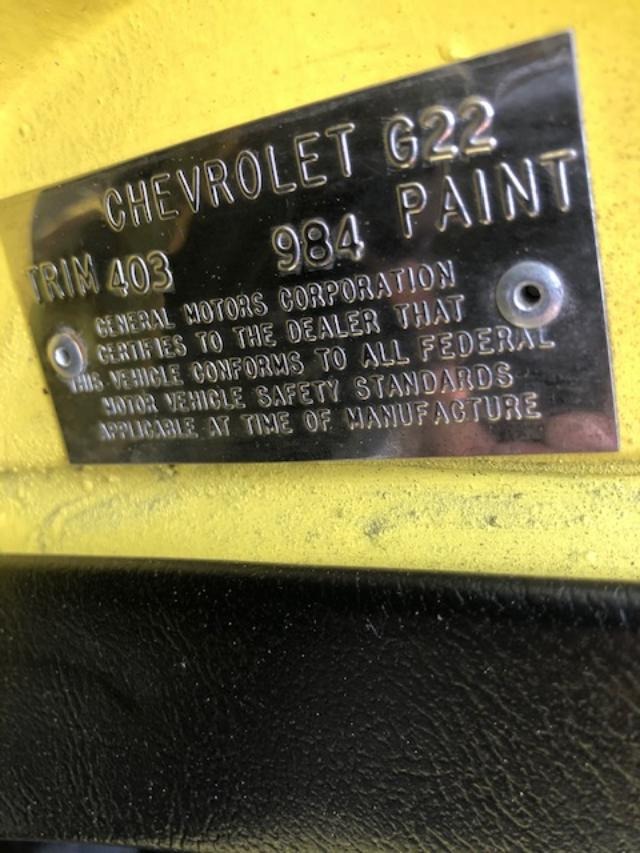 CHEVROLET G22
TRIM 403 984 PAINT
GENERAL MOTORS CORPORATION
CERTIFIES TO THE DEALER THAT
THIS VEHICLE CONFORMS TO ALL FEDERAL
MOTOR VEHICLE SAFETY STANDARDS
APPLICABLE AT TIME OF MANUFACTURE